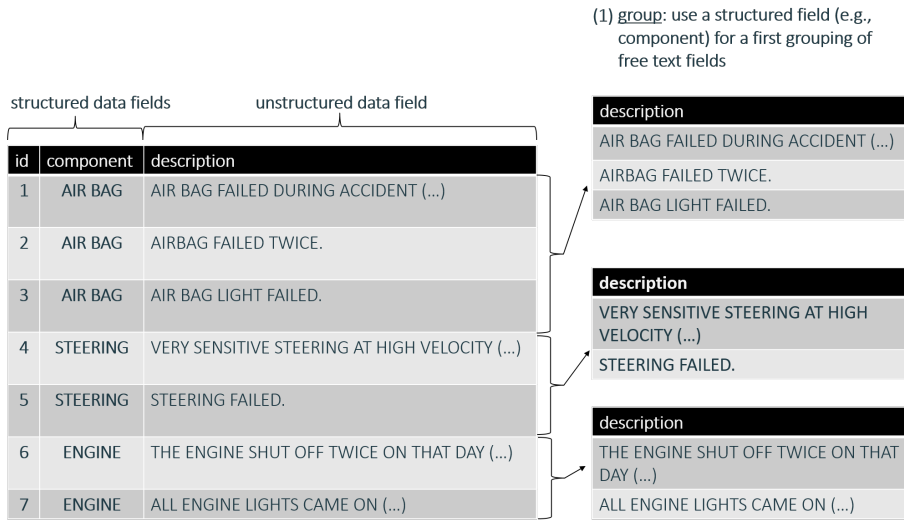 (1) group: use a structured field (e.g.,
component) for a first grouping of
free text fields
structured data fields
unstructured data field
id component description
1 AIR BAG AIR BAG FAILED DURING ACCIDENT (...)
2 AIR BAG AIRBAG FAILED TWICE.
3 AIR BAG AIR BAG LIGHT FAILED.
4 STEERING VERY SENSITIVE STEERING AT HIGH VELOCITY (...)
5 STEERING STEERING FAILED.
6 ENGINE THE ENGINE SHUT OFF TWICE ON THAT DAY (...)
7 ENGINE ALL ENGINE LIGHTS CAME ON (...)
description
AIR BAG FAILED DURING ACCIDENT (...)
AIRBAG FAILED TWICE.
AIR BAG LIGHT FAILED.
description
VERY SENSITIVE STEERING AT HIGH
VELOCITY (...)
STEERING FAILED.
description
THE ENGINE SHUT OFF TWICE ON THAT
DAY (...)
ALL ENGINE LIGHTS CAME ON (...)